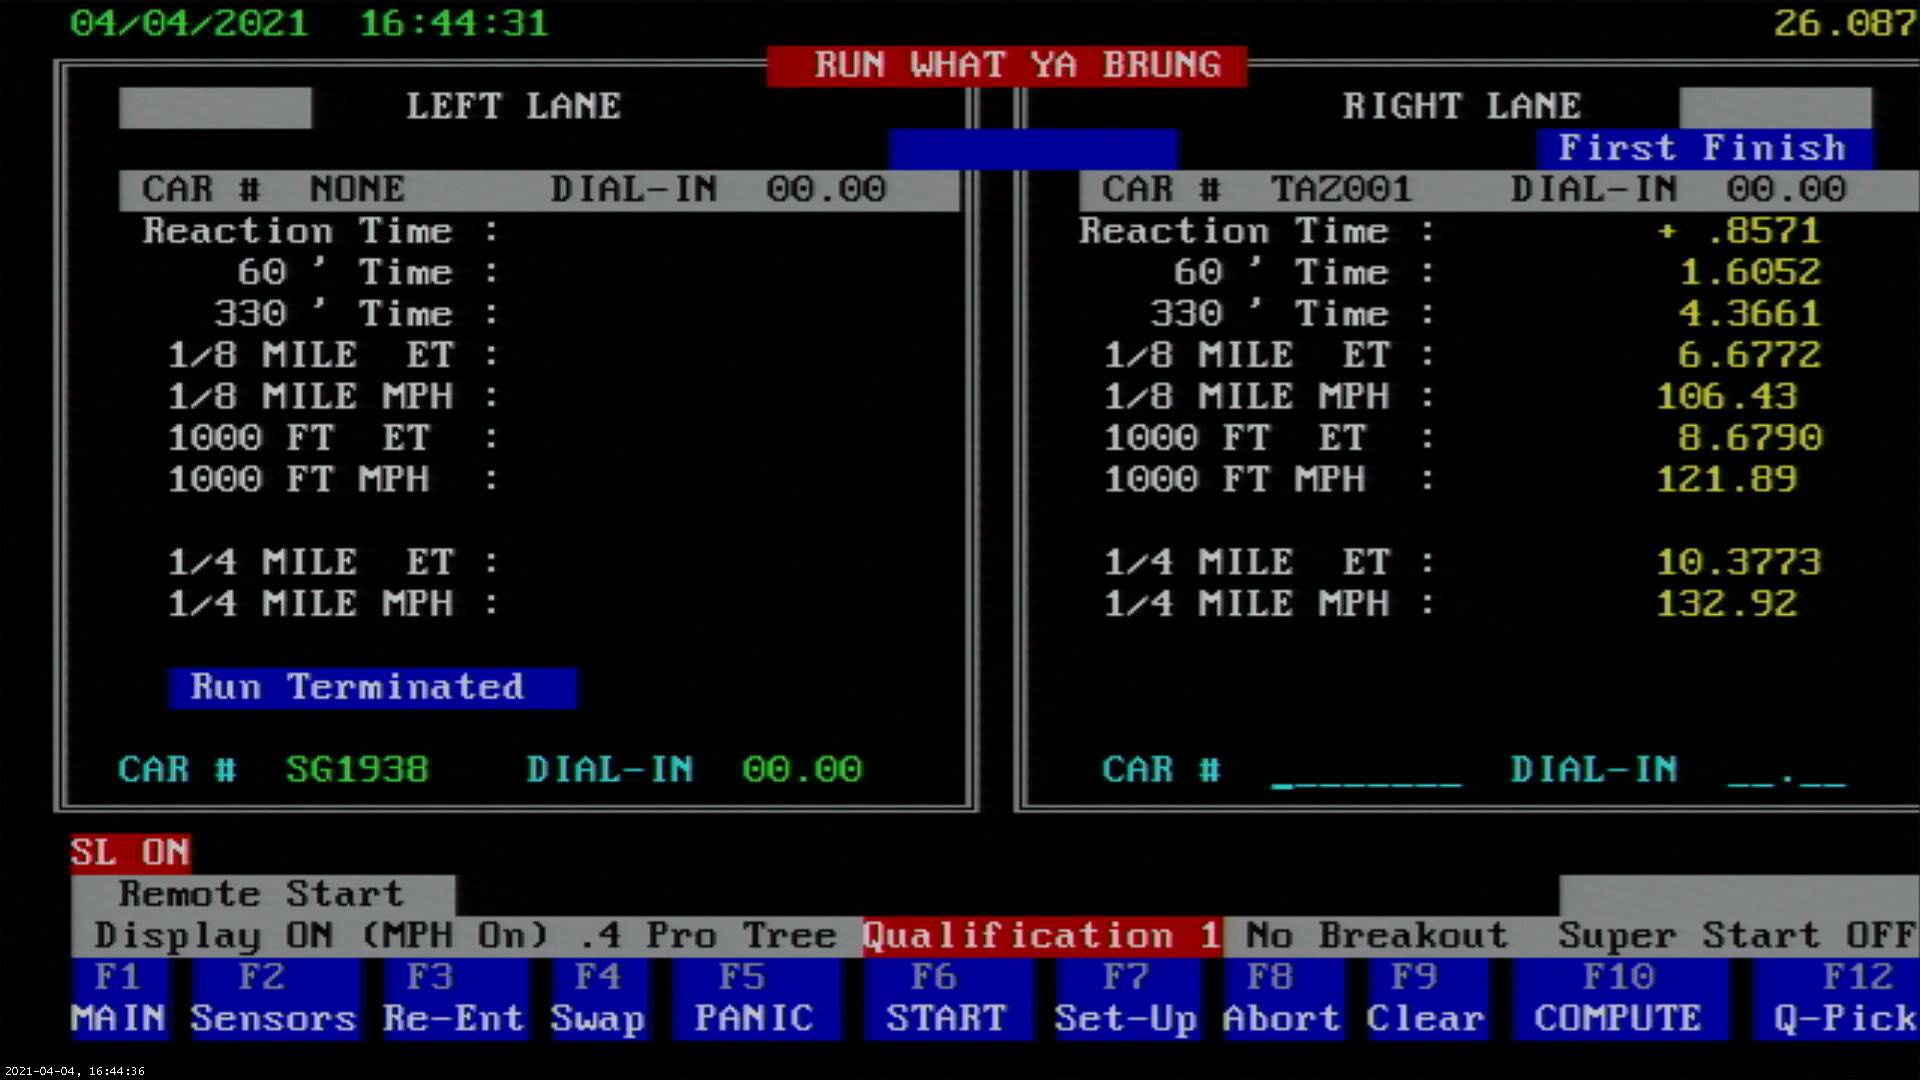 04/04/2021 16:44:31 26.087
RUN WHAT YA BRUNG
LEFT LANE
CAR # NONE DIAL-IN 00.00
Reaction Time :
60 ' Time :
330 ' Time :
1/8 MILE ET :
1/8 MILE MPH :
1000 FT ET :
1000 FT MPH :
1/4 MILE ET :
1/4 MILE MPH :
Run Terminated
CAR # SG1938 DIAL-IN 00.00
RIGHT LANE
First Finish
CAR # TAZ001 DIAL-IN 00.00
Reaction Time : + .8571
60 ' Time : 1.6052
330 ' Time : 4.3661
1/8 MILE ET : 6.6772
1/8 MILE MPH : 106.43
1000 FT ET : 8.6790
1000 FT MPH : 121.89
1/4 MILE ET : 10.3773
1/4 MILE MPH : 132.92
CAR # ________ DIAL-IN __.__
SL ON
Remote Start
Display ON (MPH On) .4 Pro Tree Qualification 1 No Breakout Super Start OFF
F1 F2 F3 F4 F5 F6 F7 F8 F9 F10 F12
MAIN Sensors Re-Ent Swap PANIC START Set-Up Abort Clear COMPUTE Q-Pick
2021-04-04, 16:44:36